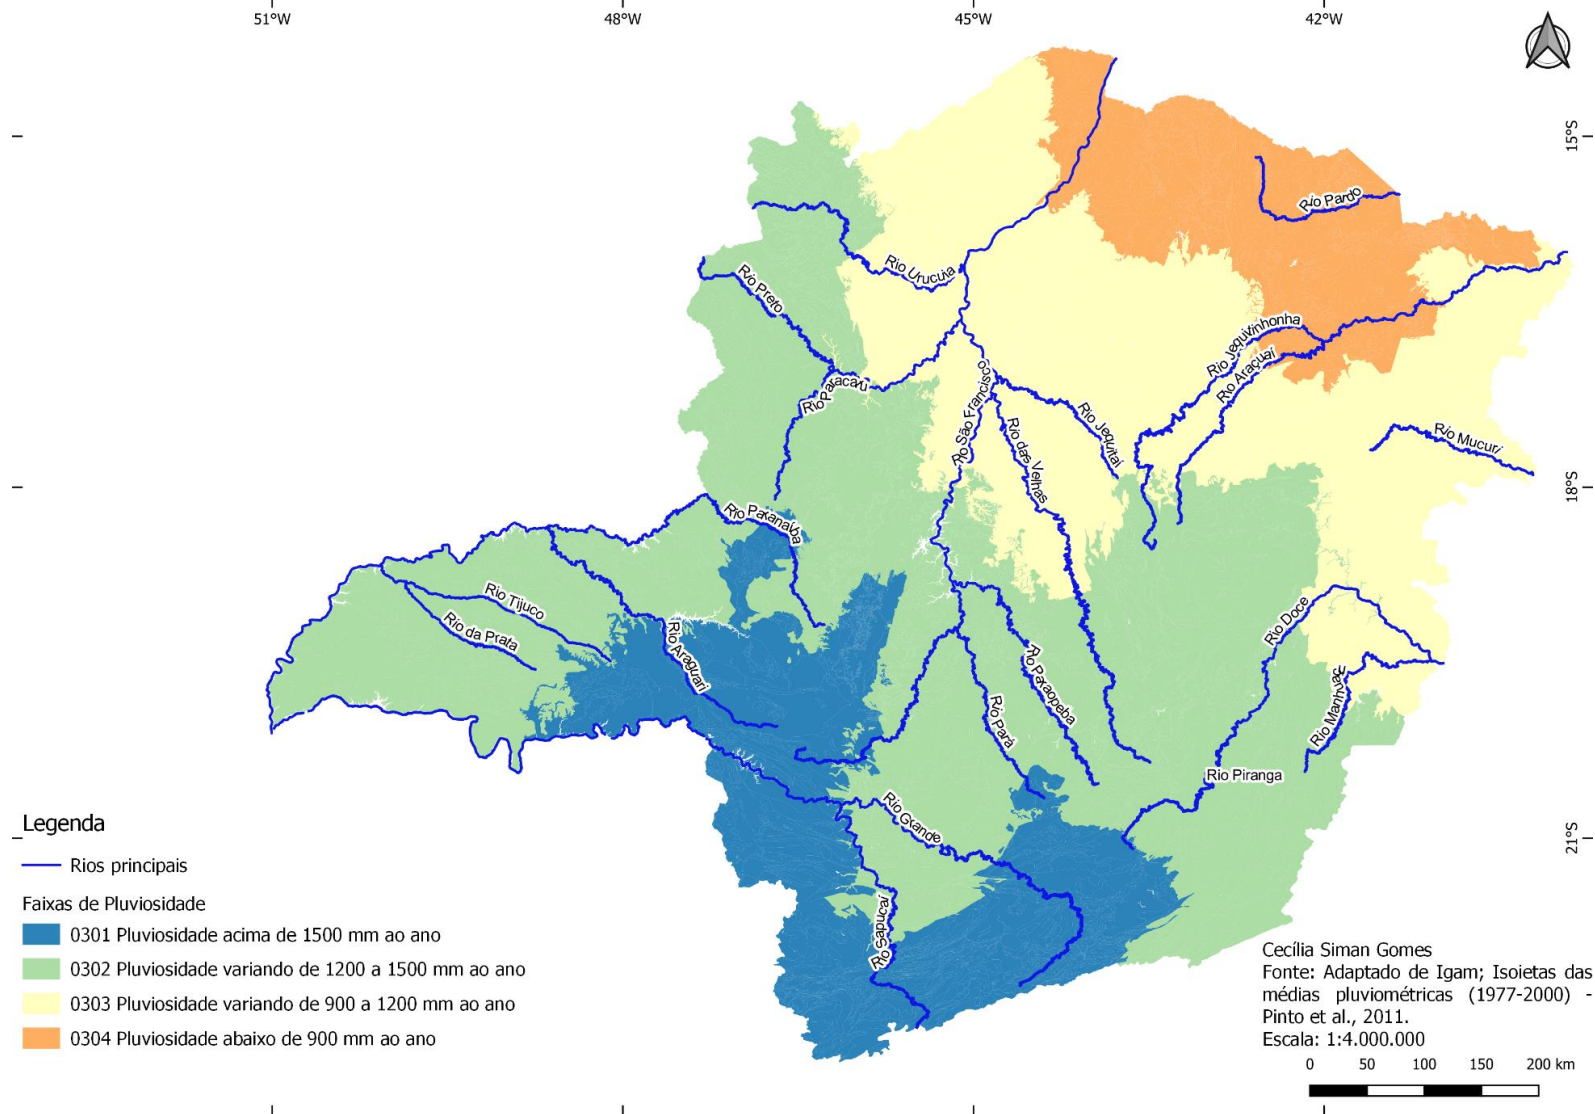 51°W
48°W
45°W
42°W
15°S
Rio Pardo
Rio Urucuia
Rio Preto
Rio Jequitinhonha
Rio Araçuaí
Rio Paracatu
Rio São Francisco
Rio das Velhas
Rio Jequitaí
Rio Mucuri
18°S
Rio Paranaíba
Rio Tijuco
Rio da Prata
Rio Araguari
Rio Doce
Rio Paraopeba
Rio Pará
Rio Manhuaç
Rio Piranga
Rio Grande
21°S
Rio Sapucaí
Legenda
Rios principais
Faixas de Pluviosidade
0301 Pluviosidade acima de 1500 mm ao ano
0302 Pluviosidade variando de 1200 a 1500 mm ao ano
0303 Pluviosidade variando de 900 a 1200 mm ao ano
0304 Pluviosidade abaixo de 900 mm ao ano
Cecília Siman Gomes
Fonte: Adaptado de Igam; Isoietas das
médias pluviométricas (1977-2000) -
Pinto et al., 2011.
Escala: 1:4.000.000
0 50 100 150 200 km